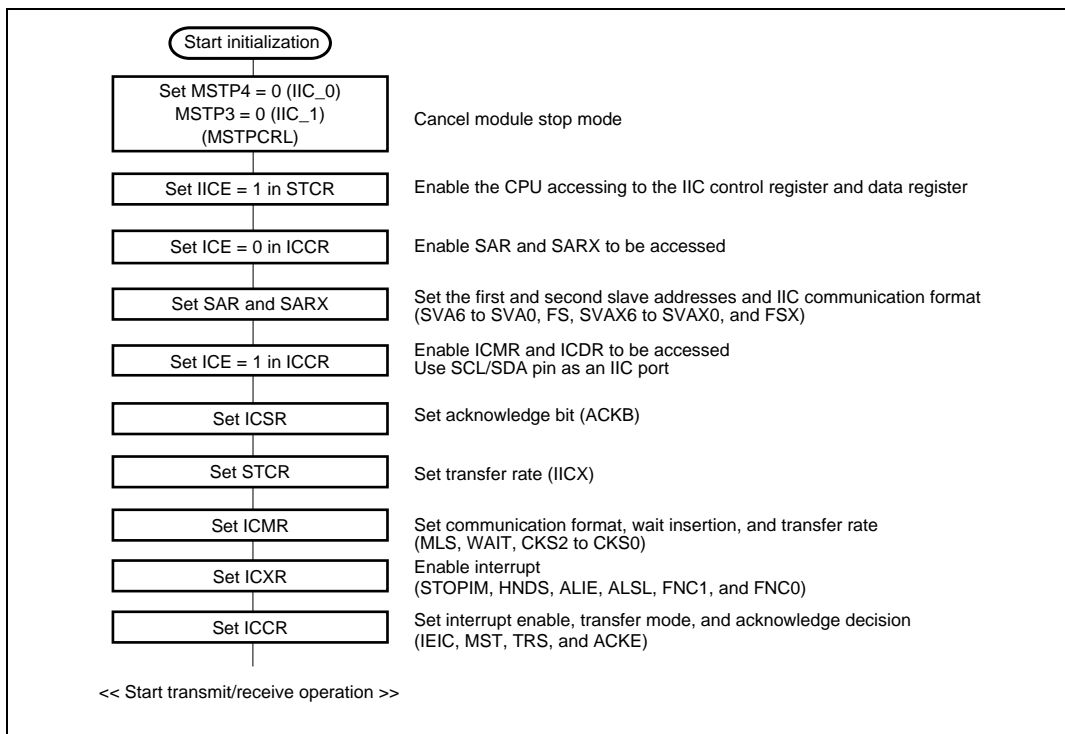 Start initialization
Set MSTP4 = 0 (IIC_0)
MSTP3 = 0 (IIC_1)
(MSTPCRL)
Cancel module stop mode
Set IICE = 1 in STCR
Enable the CPU accessing to the IIC control register and data register
Set ICE = 0 in ICCR
Enable SAR and SARX to be accessed
Set SAR and SARX
Set the first and second slave addresses and IIC communication format
(SVA6 to SVA0, FS, SVAX6 to SVAX0, and FSX)
Set ICE = 1 in ICCR
Enable ICMR and ICDR to be accessed
Use SCL/SDA pin as an IIC port
Set ICSR
Set acknowledge bit (ACKB)
Set STCR
Set transfer rate (IICX)
Set ICMR
Set communication format, wait insertion, and transfer rate
(MLS, WAIT, CKS2 to CKS0)
Set ICXR
Enable interrupt
(STOPIM, HNDS, ALIE, ALSL, FNC1, and FNC0)
Set ICCR
Set interrupt enable, transfer mode, and acknowledge decision
(IEIC, MST, TRS, and ACKE)
<< Start transmit/receive operation >>